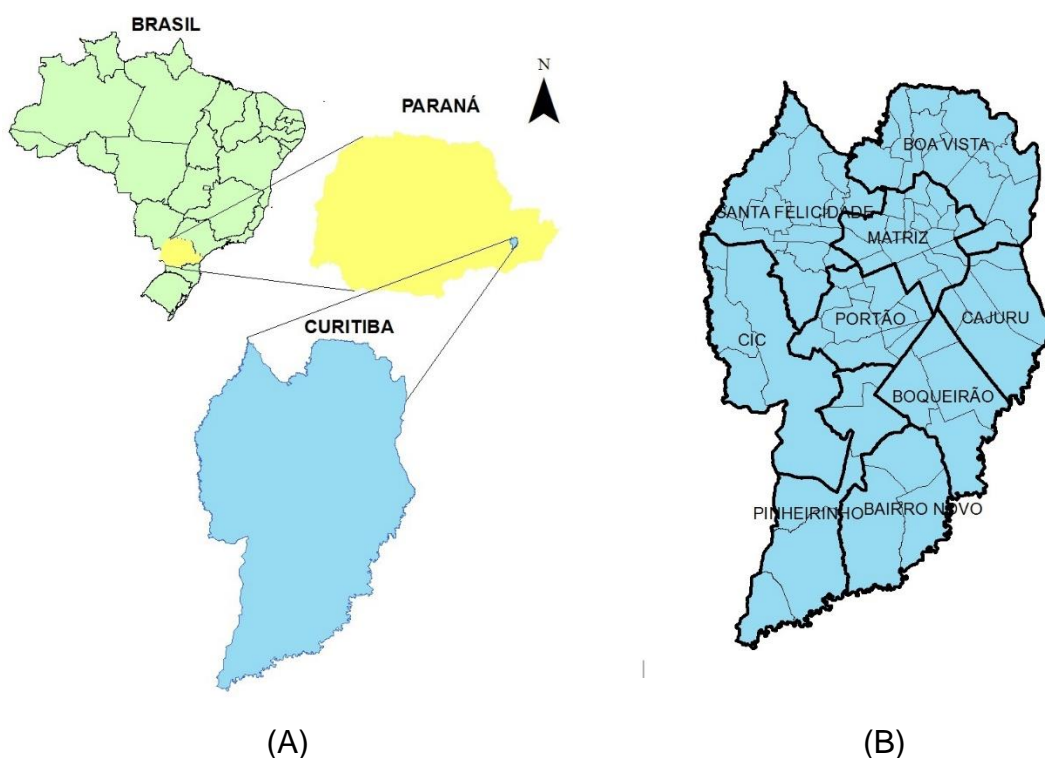 BRASIL
N
PARANÁ
CURITIBA
BOA VISTA
SANTA FELICIDADE
MATRIZ
PORTÃO
CAJURU
CIC
BOQUEIRÃO
PINHEIRINHO
BAIRRO NOVO
(A)
(B)